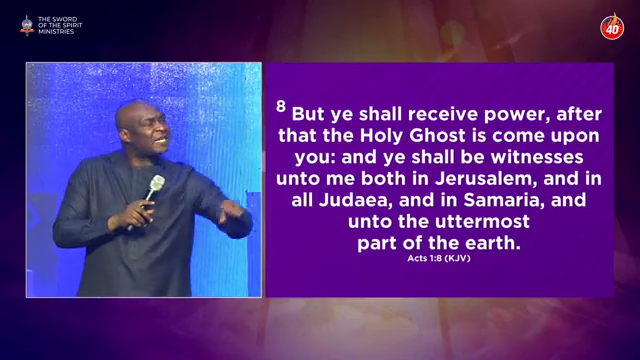 THE SWORD
OF THE SPIRIT
MINISTRIES
40
8 But ye shall receive power, after
that the Holy Ghost is come upon
you: and ye shall be witnesses
unto me both in Jerusalem, and in
all Judaea, and in Samaria, and
unto the uttermost
part of the earth.
Acts 1:8 (KJV)